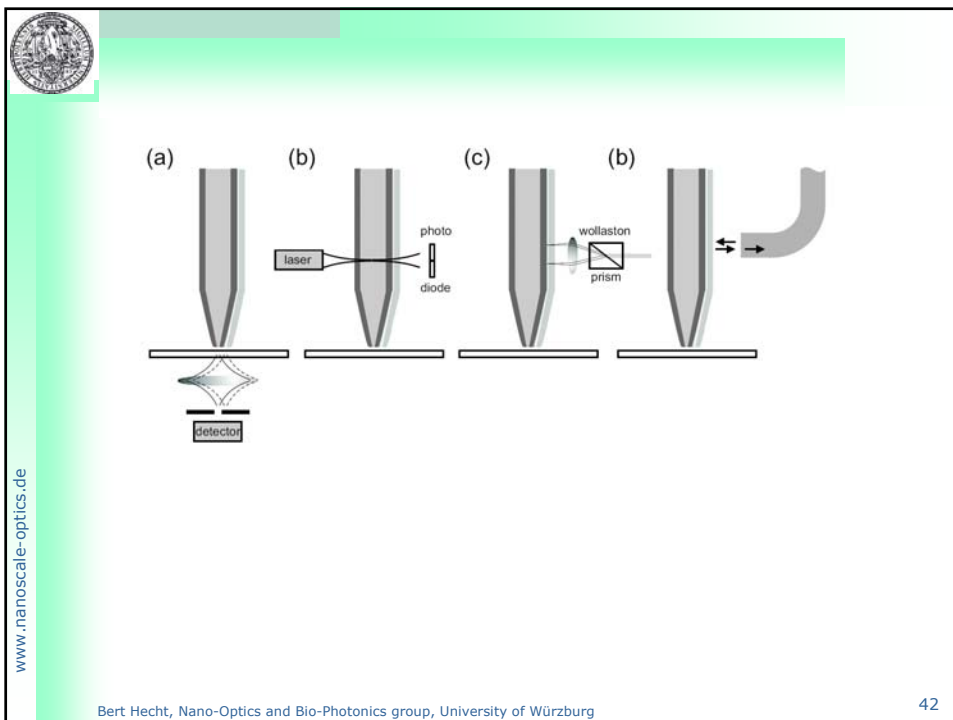 (a) (b) (c) (b)
photo
diode
laser
wollaston
prism
detector
www.nanoscale-optics.de
Bert Hecht, Nano-Optics and Bio-Photonics group, University of Würzburg
42